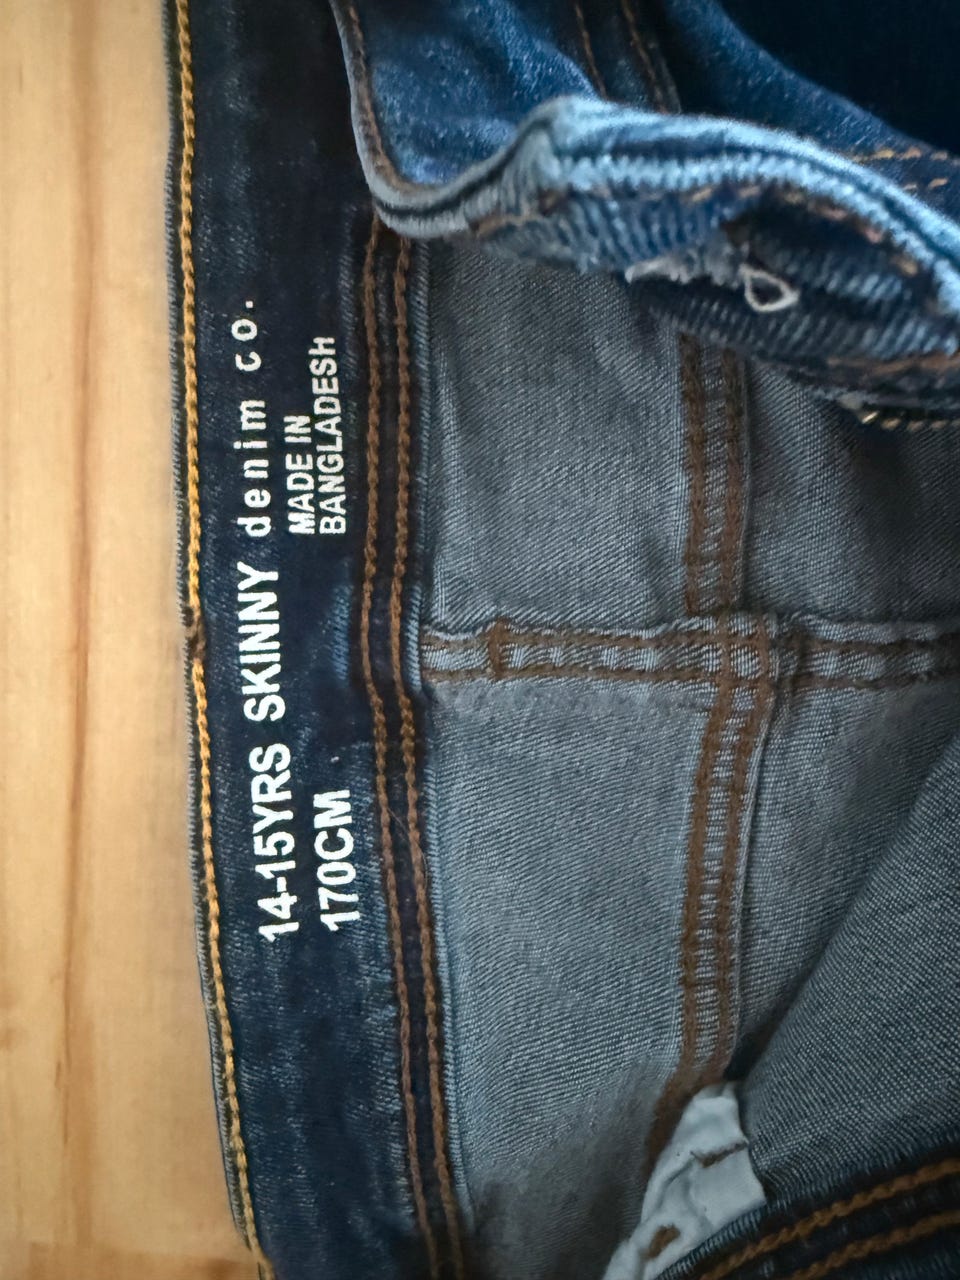 14-15YRS SKINNY denim co.
170CM
MADE IN
BANGLADESH